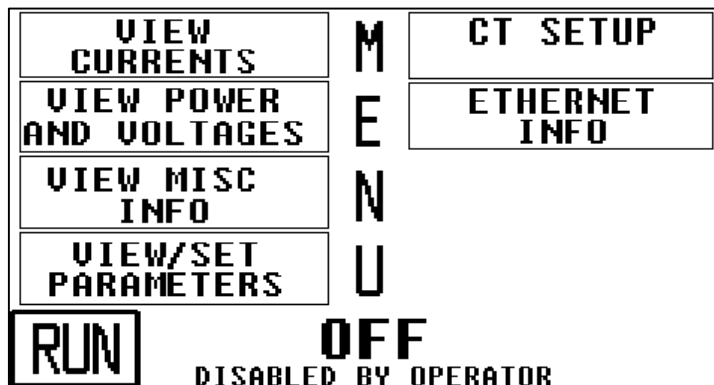 VIEW
CURRENTS
VIEW POWER
AND VOLTAGES
VIEW MISC
INFO
VIEW/SET
PARAMETERS
MENU
CT SETUP
ETHERNET
INFO
RUN
OFF
DISABLED BY OPERATOR